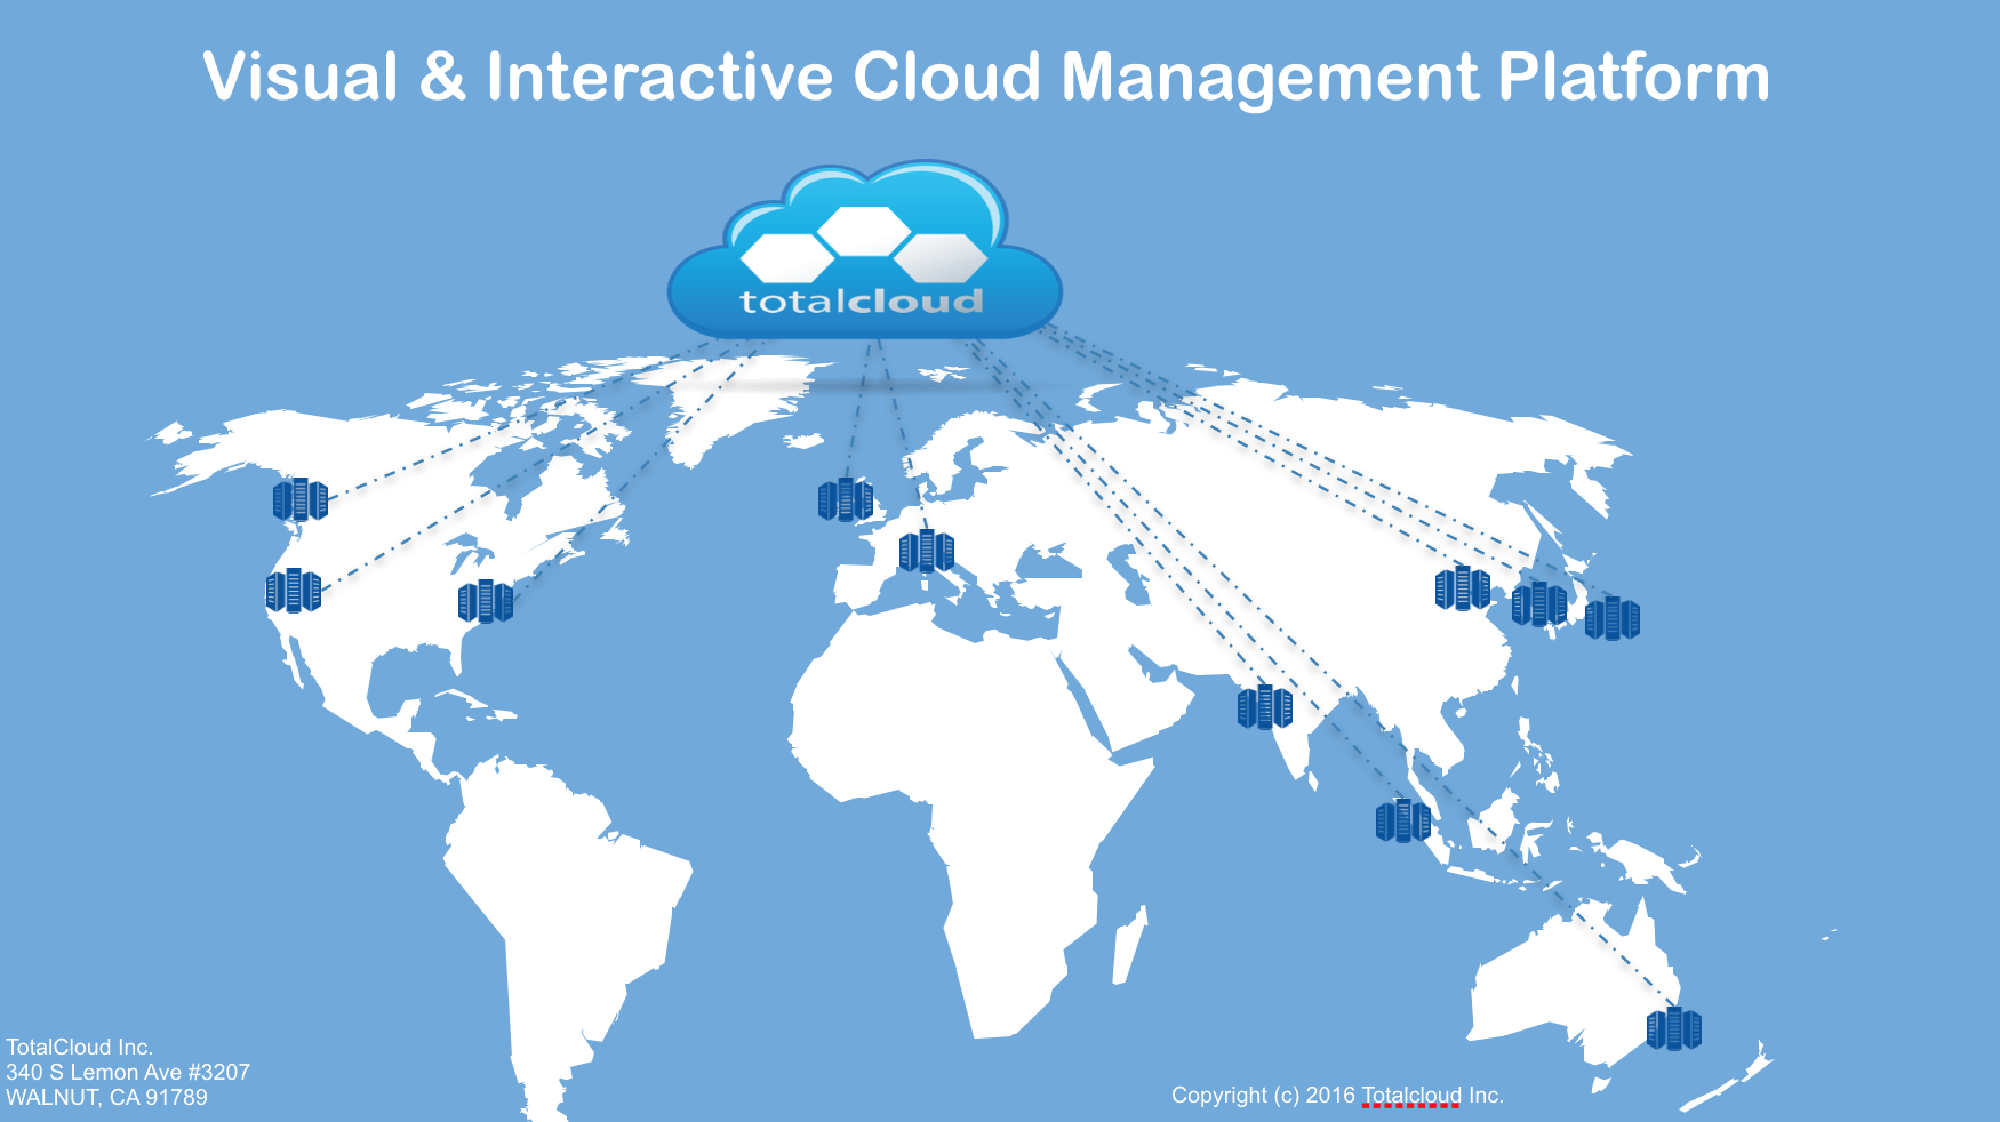 Visual & Interactive Cloud Management Platform
totalcloud
TotalCloud Inc.
340 S Lemon Ave #3207
WALNUT, CA 91789
Copyright (c) 2016 Totalcloud Inc.